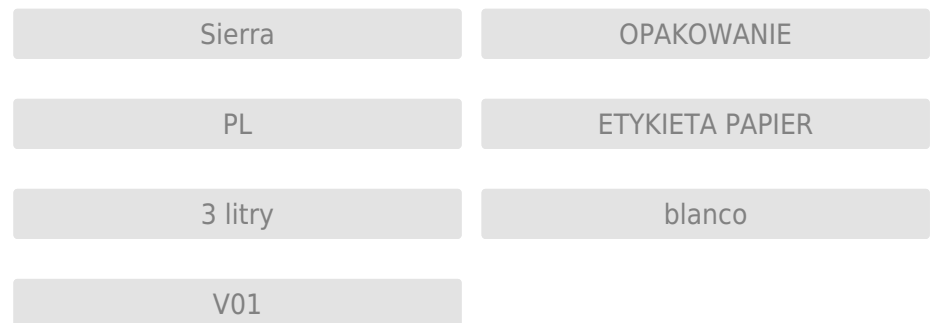 Sierra
OPAKOWANIE
PL
ETYKIETA PAPIER
3 litry
blanco
V01